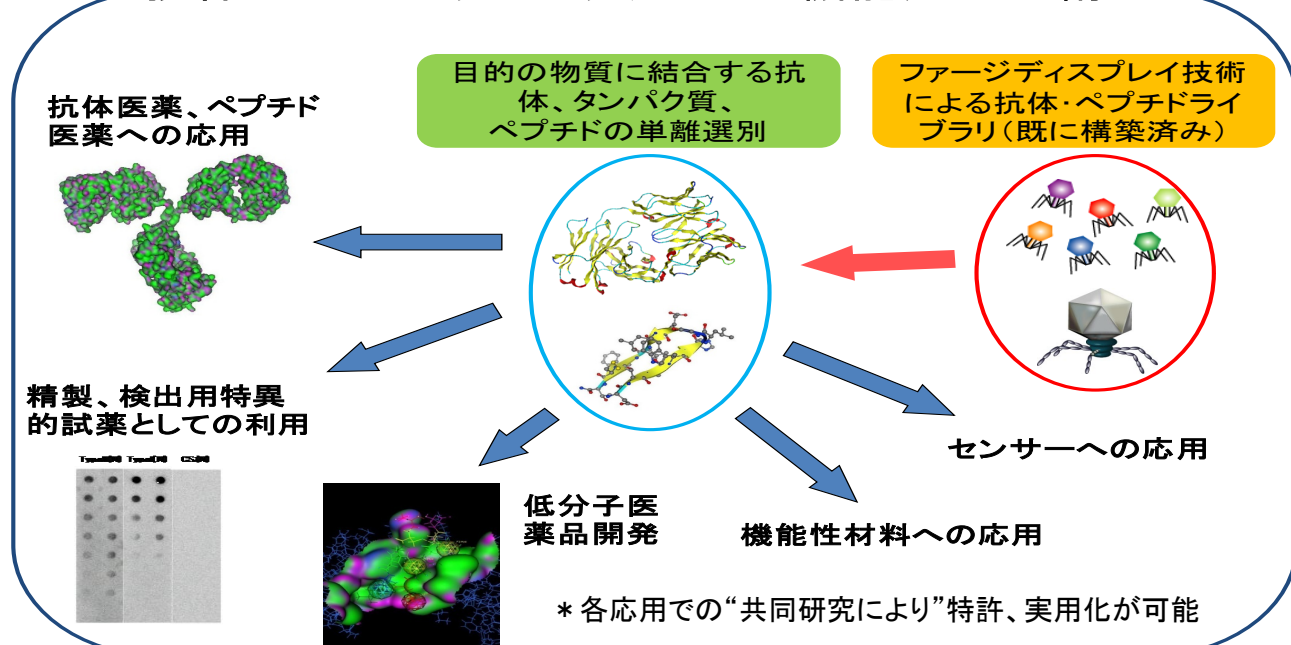 目的の物質に結合する抗
体、タンパク質、
ペプチドの単離選別
ファージディスプレイ技術
による抗体・ペプチドライ
ブラリ(既に構築済み)
抗体医薬、ペプチド
医薬への応用
精製、検出用特異
的試薬としての利用
低分子医
薬品開発
機能性材料への応用
センサーへの応用
*各応用での“共同研究により”特許、実用化が可能